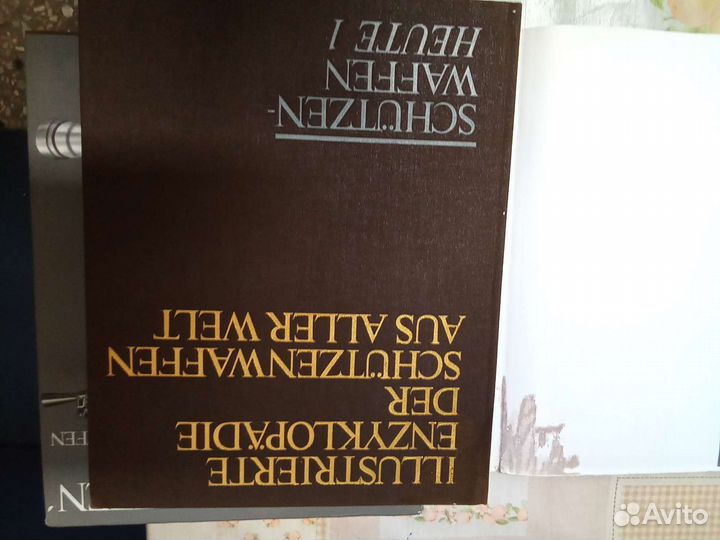 ILLUSTRIERTE
ENZYKLOPÄDIE
DER
SCHÜTZENWAFFEN
AUS ALLER WELT
SCHÜTZEN-
WAFFEN
HEUTE 1
Avito